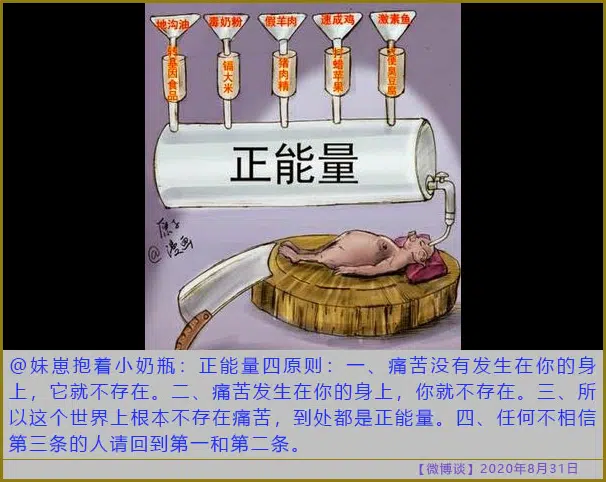 地沟油
毒奶粉
假羊肉
速成鸡
激素鱼
转基因食品
镉大米
猪肉精
打蜡苹果
粪便臭豆腐
正能量
@漫画
@妹崽抱着小奶瓶：正能量四原则：一、痛苦没有发生在你的身
上，它就不存在。二、痛苦发生在你的身上，你就不存在。三、所
以这个世界上根本不存在痛苦，到处都是正能量。四、任何不相信
第三条的人请回到第一和第二条。
【微博谈】2020年8月31日